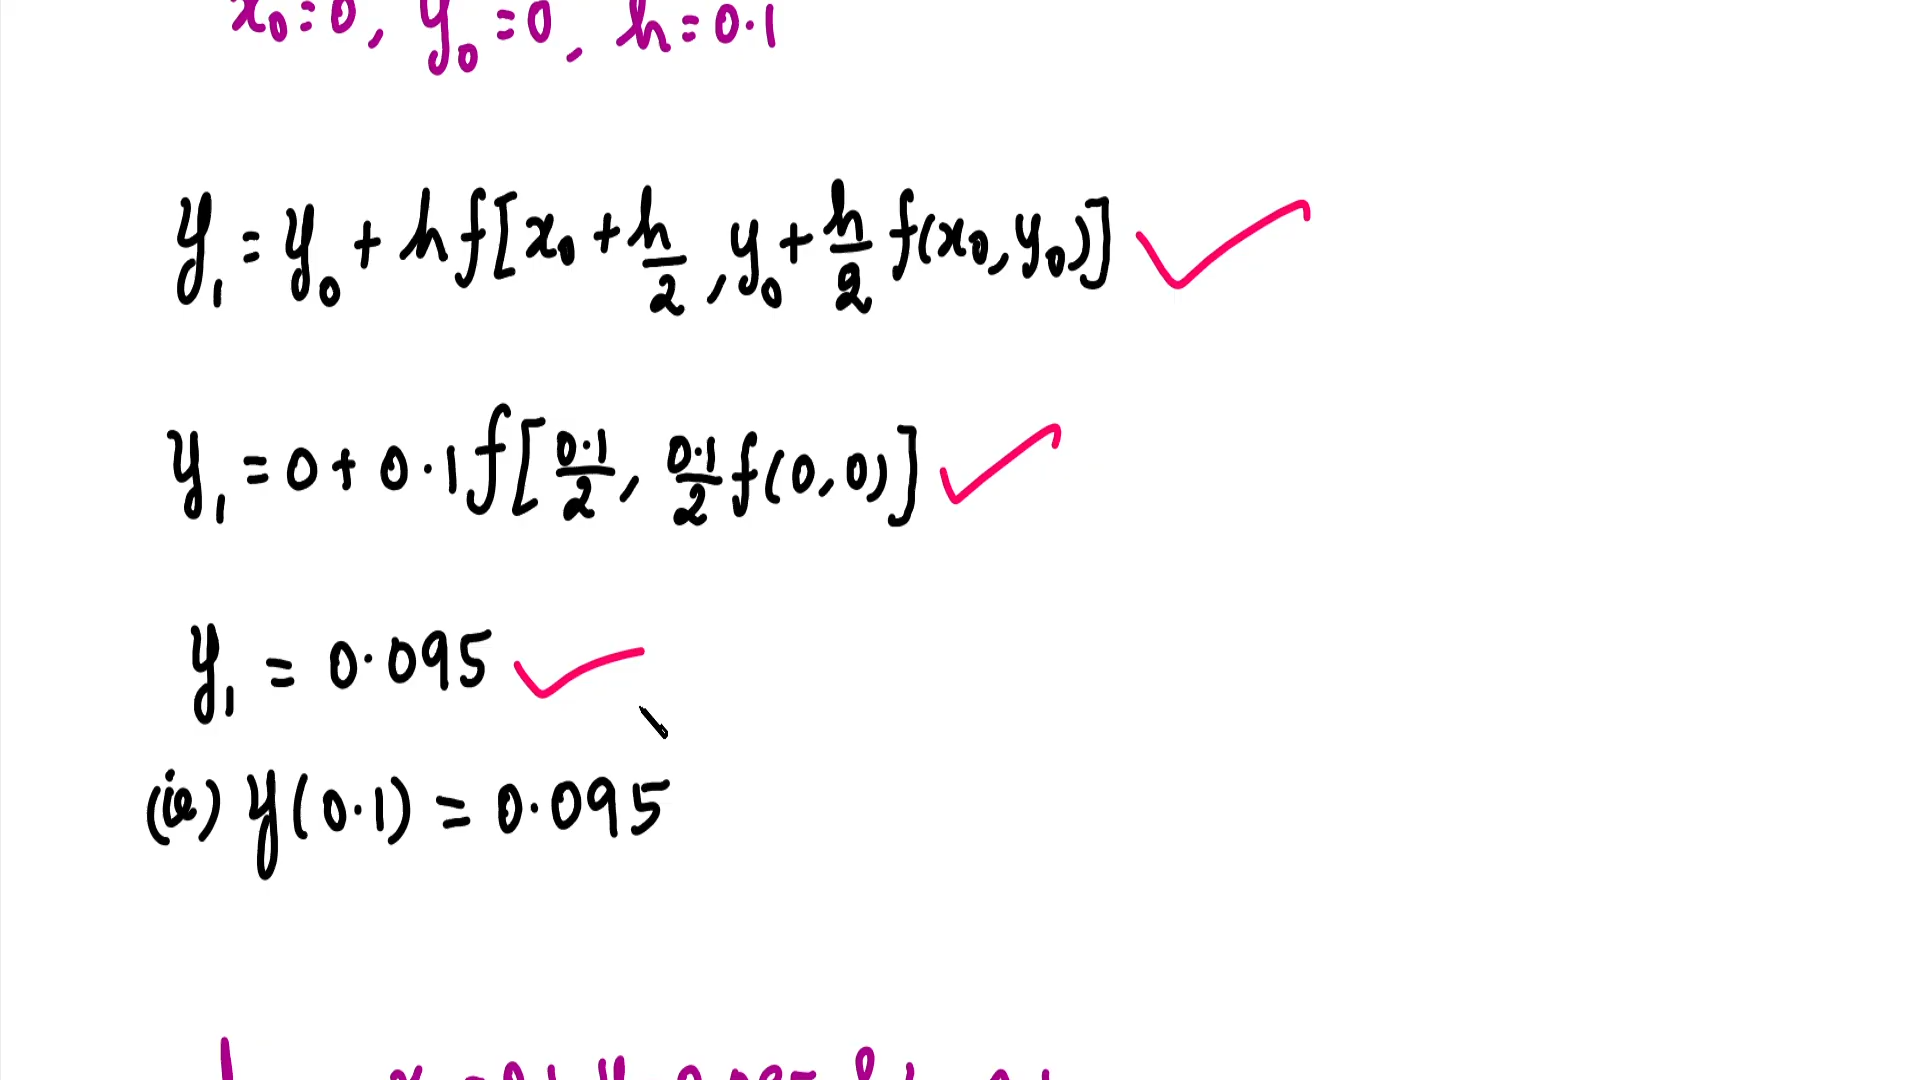 x₀=0, y₀=0, h=0.1
y₁ = y₀ + hf[x₀ + h/2, y₀ + h/2 f(x₀,y₀)]
y₁ = 0 + 0.1f[0.1/2, 0.1/2 f(0,0)]
y₁ = 0.095
(ie) y(0.1) = 0.095